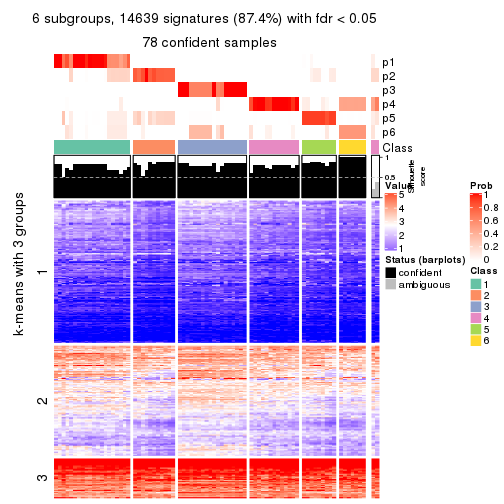 6 subgroups, 14639 signatures (87.4%) with fdr < 0.05
78 confident samples
p1
p2
p3
p4
p5
p6
Class
1
0.5
0
Silhouette
score
k-means with 3 groups
1
2
3
Value
5
4
3
2
1
Status (barplots)
confident
ambiguous
Prob
1
0.8
0.6
0.4
0.2
0
Class
1
2
3
4
5
6